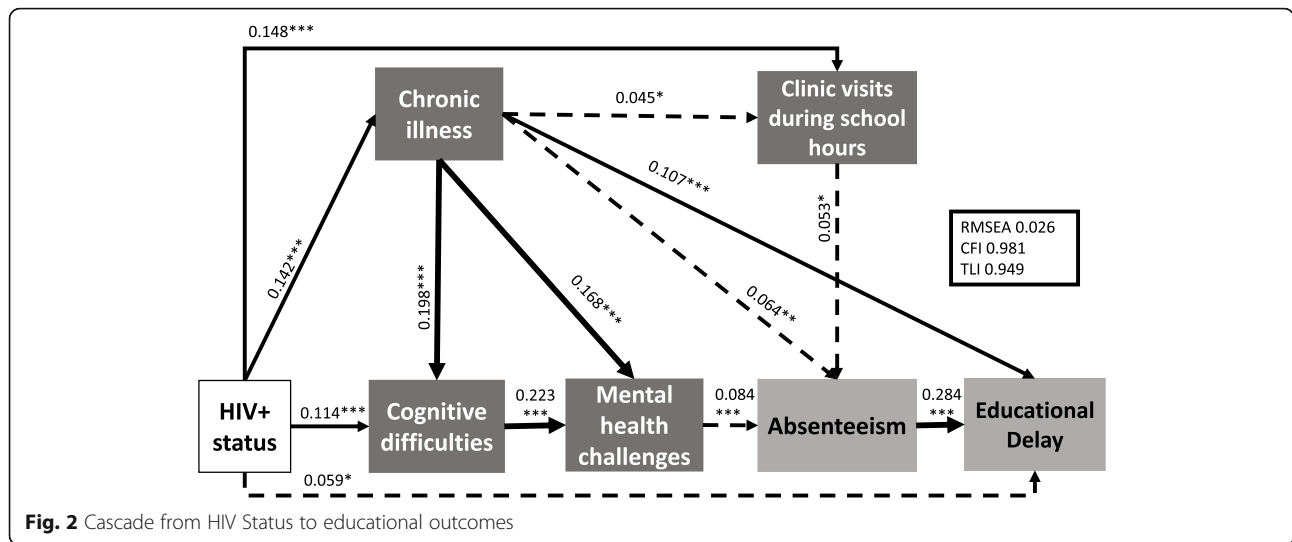 0.148***
Chronic
illness
0.045*
Clinic visits
during school
hours
0.107***
0.053*
RMSEA 0.026
CFI 0.981
TLI 0.949
0.142***
0.198***
0.168***
0.064**
HIV+
status
0.114***
Cognitive
difficulties
0.223
***
Mental
health
challenges
0.084
***
Absenteeism
0.284
***
Educational
Delay
0.059*
Fig. 2 Cascade from HIV Status to educational outcomes